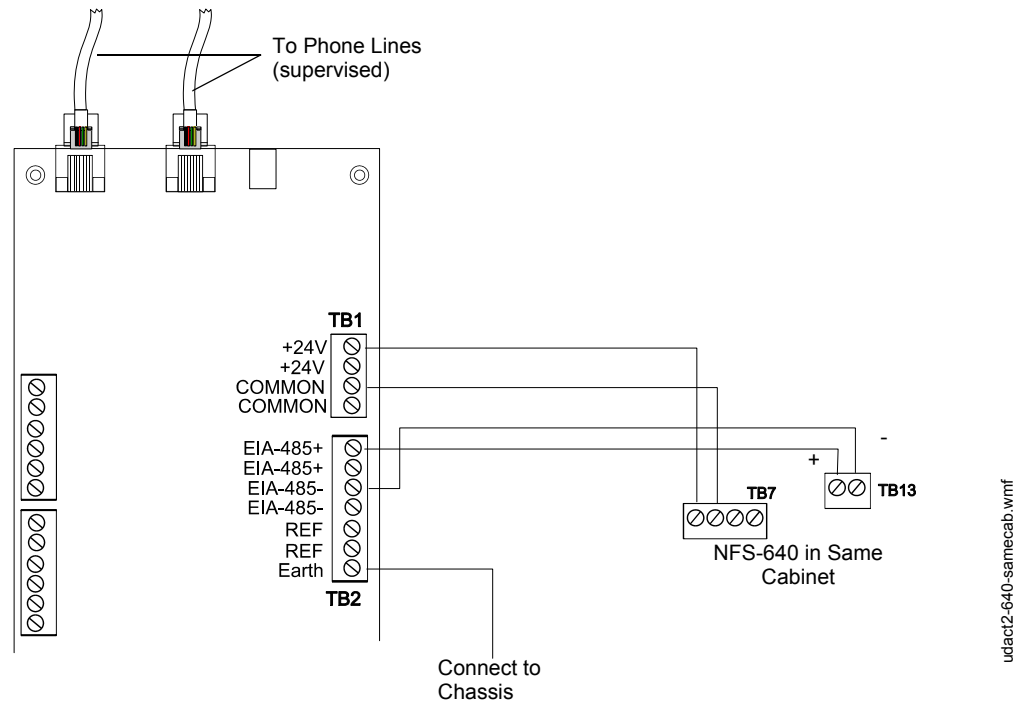 To Phone Lines
(supervised)
TB1
+24V
+24V
COMMON
COMMON
EIA-485+
EIA-485+
EIA-485-
EIA-485-
REF
REF
Earth
TB2
-
+
TB13
TB7
NFS-640 in Same
Cabinet
Connect to
Chassis
udact2-640-samecab.wmf